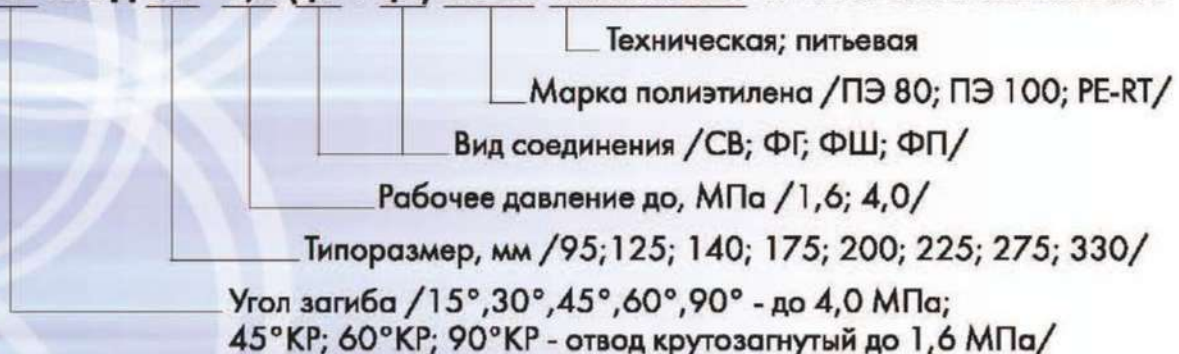 Техническая; питьевая
Марка полиэтилена /ПЭ 80; ПЭ 100; PE-RT/
Вид соединения /СВ; ФГ; ФШ; ФП/
Рабочее давление до, МПа /1,6; 4,0/
Типоразмер, мм /95;125; 140; 175; 200; 225; 275; 330/
Угол загиба /15°,30°,45°,60°,90° - до 4,0 МПа;
45°КР; 60°КР; 90°КР - отвод крутозагнутый до 1,6 МПа/